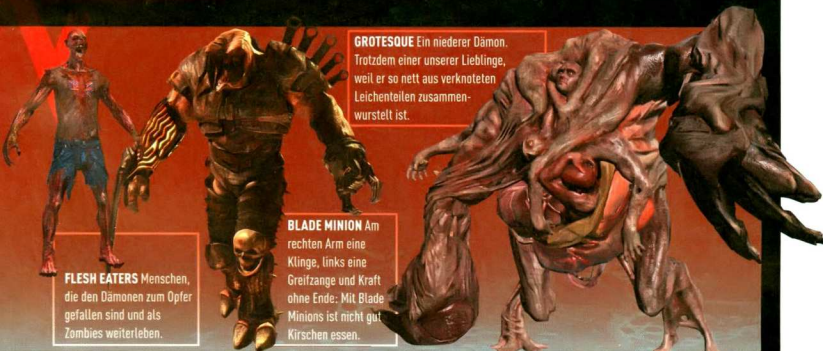 GROTESQUE Ein niederer Dämon.
Trotzdem einer unserer Lieblinge,
weil er so nett aus verknoteten
Leichenteilen zusammen-
wurstelt ist.
BLADE MINION Am
rechten Arm eine
Klinge, links eine
Greifzange und Kraft
ohne Ende: Mit Blade
Minions ist nicht gut
Kirschen essen.
FLESH EATERS Menschen,
die den Dämonen zum Opfer
gefallen sind und als
Zombies weiterleben.